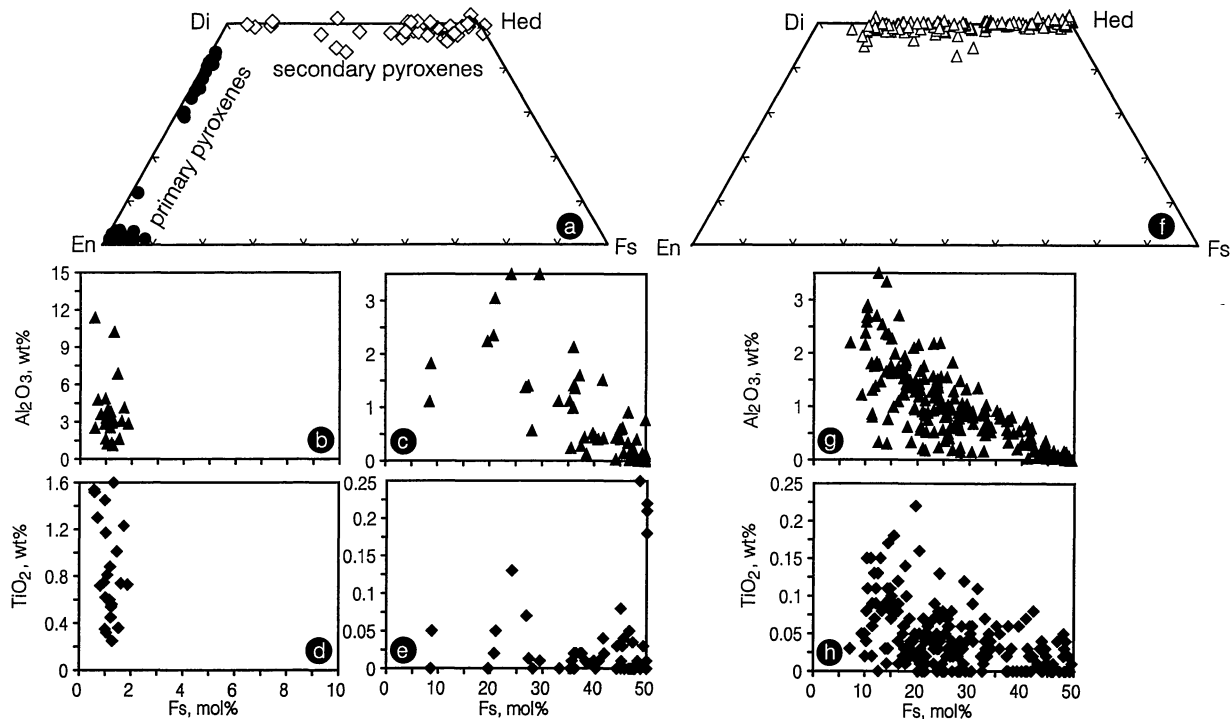 Di Hed
secondary pyroxenes
primary pyroxenes
En Fs
a
Di Hed
En Fs
f
15
12
9
6
3
0
Al2O3, wt%
b
3
2
1
0
c
3
2
1
0
Al2O3, wt%
g
1.6
1.2
0.8
0.4
0
TiO2, wt%
d
0 2 4 6 8 10
Fs, mol%
0.25
0.2
0.15
0.1
0.05
0
e
0 10 20 30 40 50
Fs, mol%
0.25
0.20
0.15
0.10
0.05
0
TiO2, wt%
h
0 10 20 30 40 50
Fs, mol%